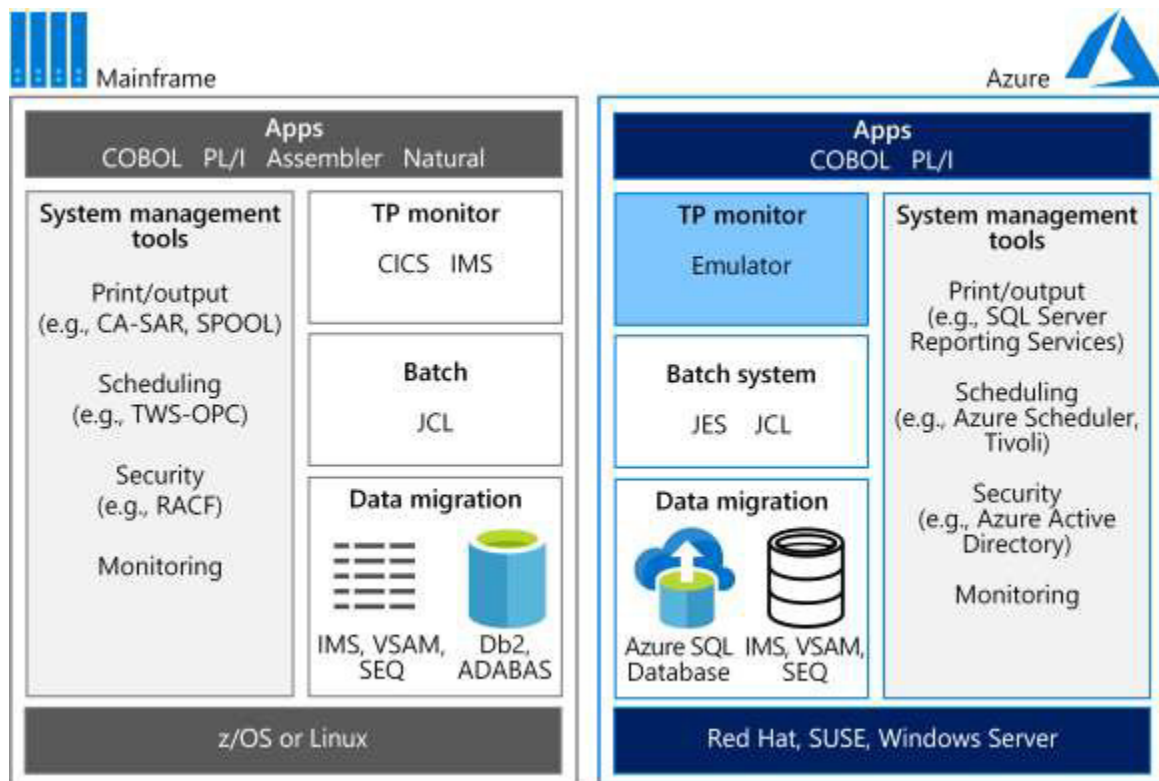 Mainframe
Apps
COBOL PL/I Assembler Natural
System management
tools
Print/output
(e.g., CA-SAR, SPOOL)
Scheduling
(e.g., TWS-OPC)
Security
(e.g., RACF)
Monitoring
TP monitor
CICS IMS
Batch
JCL
Data migration
IMS, VSAM,
SEQ
Db2,
ADABAS
z/OS or Linux
Azure
Apps
COBOL PL/I
TP monitor
Emulator
Batch system
JES JCL
Data migration
Azure SQL
Database
IMS, VSAM,
SEQ
System management
tools
Print/output
(e.g., SQL Server
Reporting Services)
Scheduling
(e.g., Azure Scheduler,
Tivoli)
Security
(e.g., Azure Active
Directory)
Monitoring
Red Hat, SUSE, Windows Server